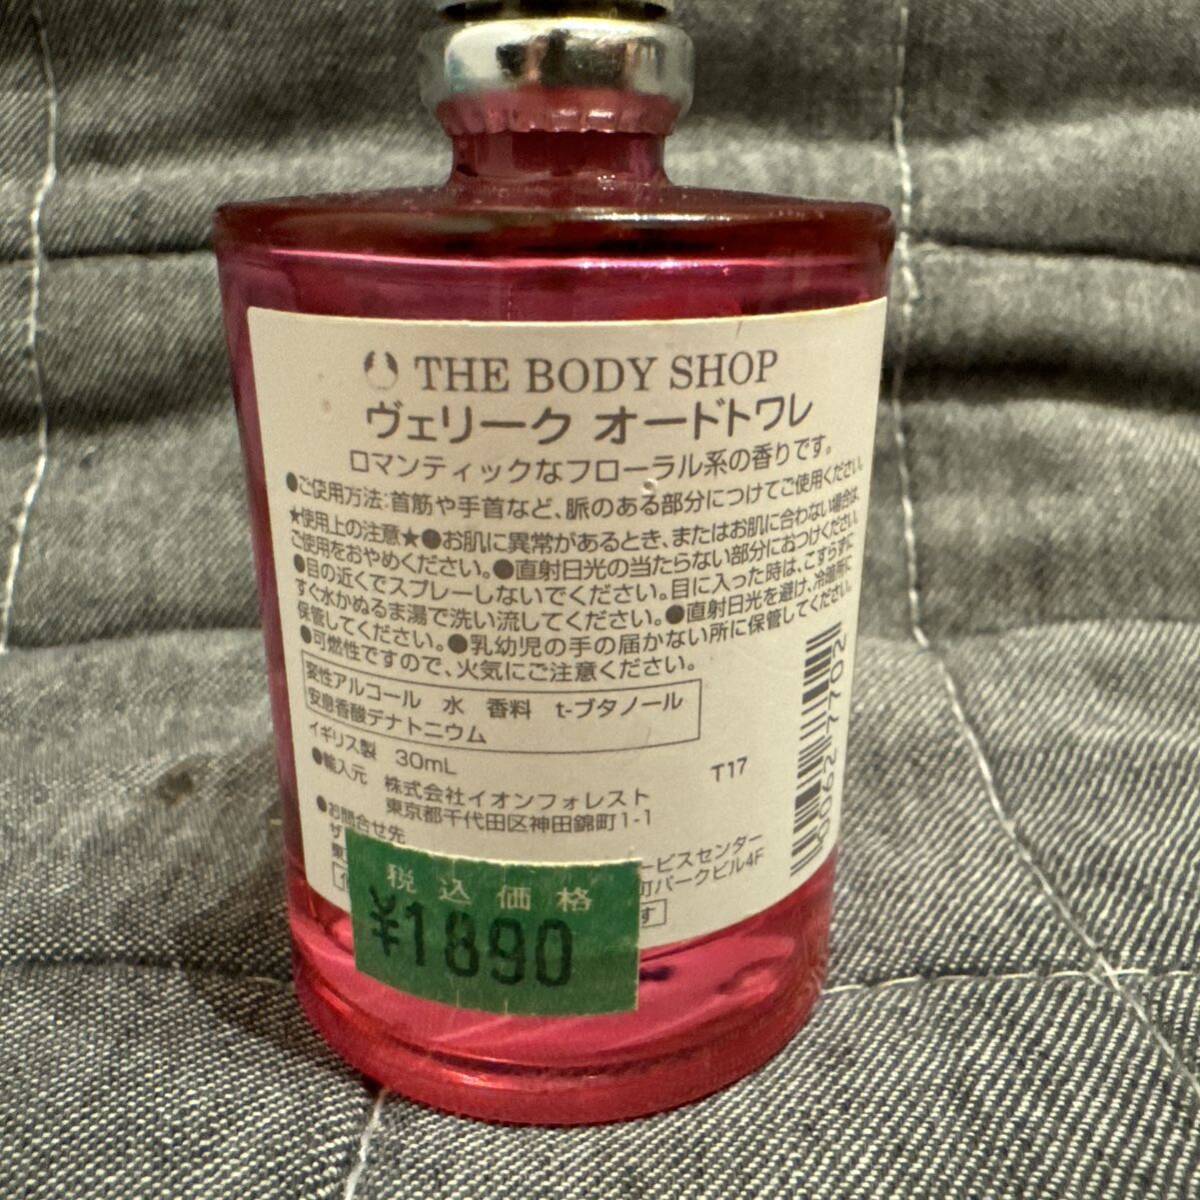 THE BODY SHOP
ヴェリーク オードトワレ
ロマンティックなフローラル系の香りです。
●ご使用方法:首筋や手首など、脈のある部分につけてご使用ください。
★使用上の注意★●お肌に異常があるとき、またはお肌に合わない場合は、
ご使用をおやめください。●直射日光の当たらない部分におつけください。
●目の近くでスプレーしないでください。目に入った時は、こすらずに
すぐ水かぬるま湯で洗い流してください。●直射日光を避け、冷暗所に
保管してください。●乳幼児の手の届かない所に保管してください。
●可燃性ですので、火気にご注意ください。
変性アルコール 水 香料 t-ブタノール
安息香酸デナトニウム
イギリス製 30mL
T17
●輸入元 株式会社イオンフォレスト
東京都千代田区神田錦町1-1
●お問合せ先
ザ
ービスセンター
東
町パークビル4F
す
税込価格
¥1890